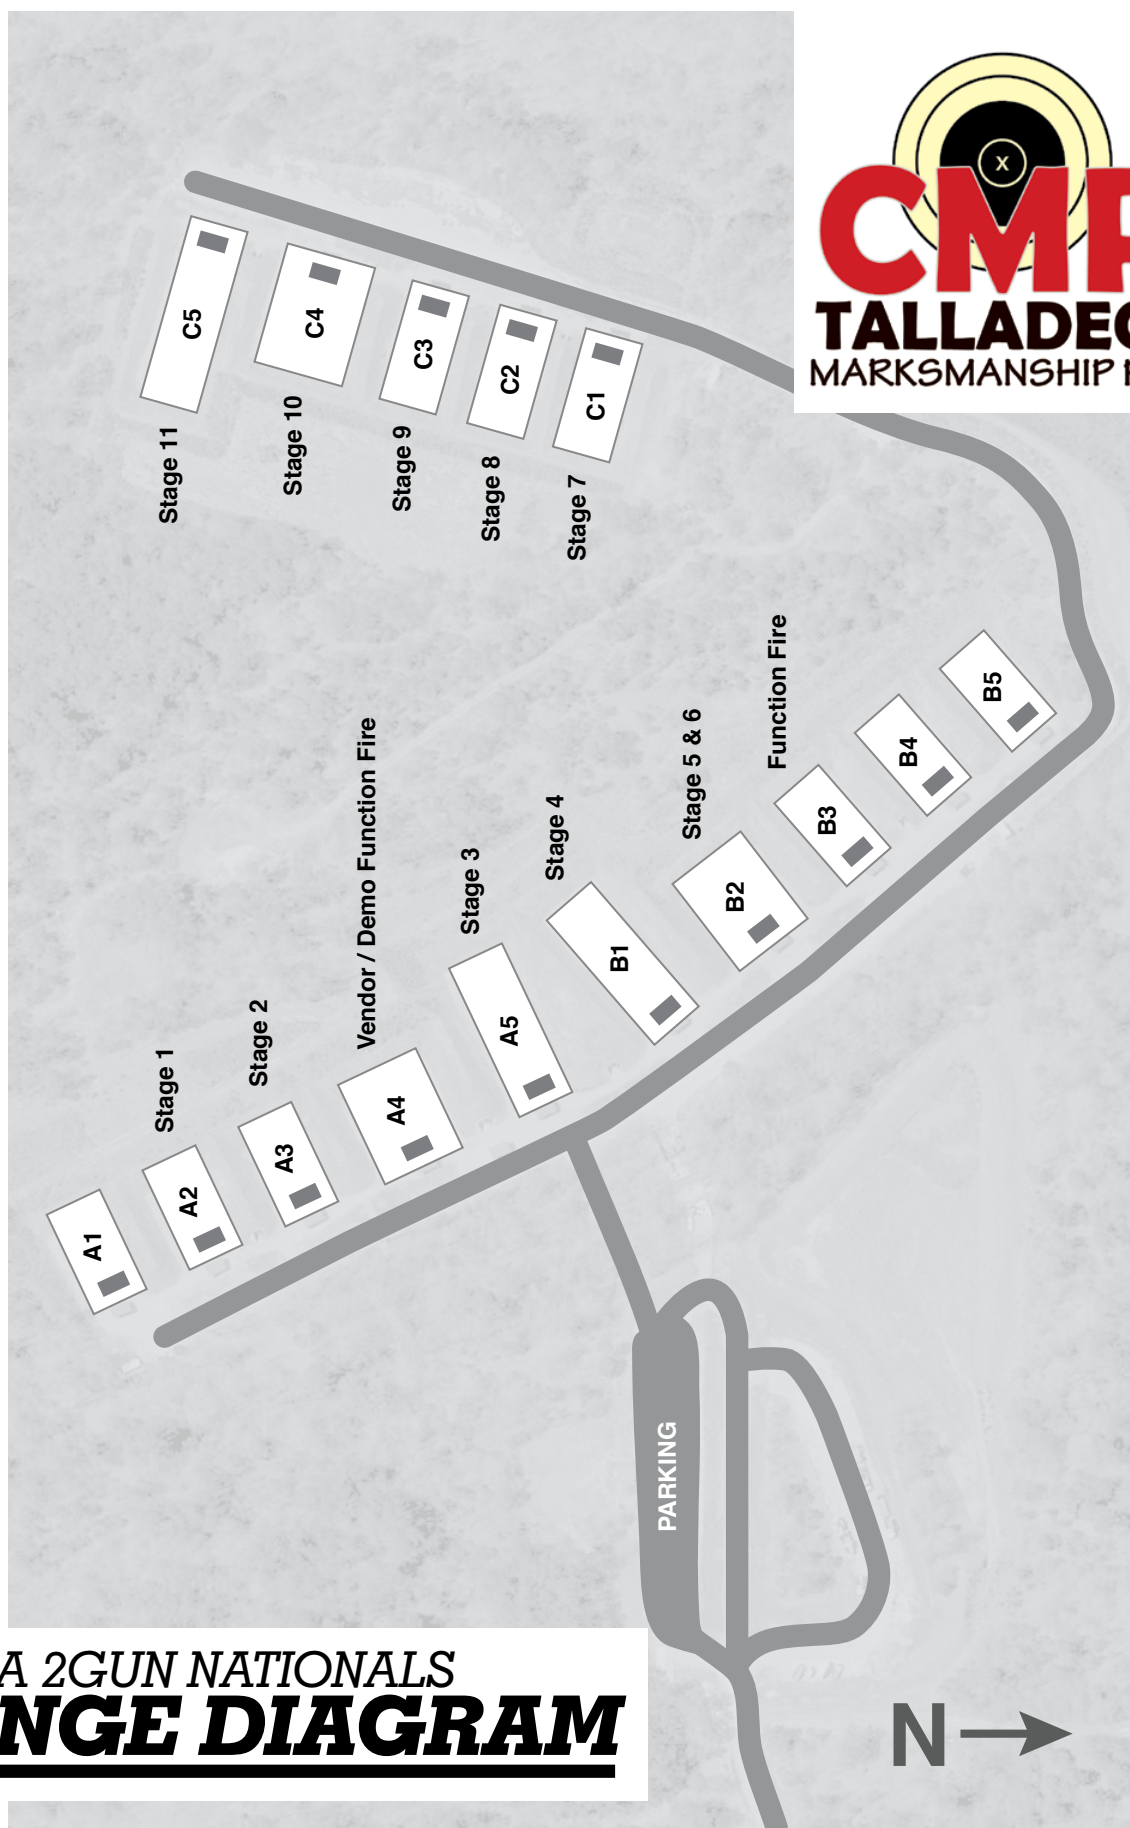 X
CMP
TALLADEG
MARKSMANSHIP
C5
C4
C3
C2
C1
Stage 11
Stage 10
Stage 9
Stage 8
Stage 7
Function Fire
Stage 5 & 6
Stage 4
Stage 3
Vendor / Demo Function Fire
Stage 2
Stage 1
B5
B4
B3
B2
B1
A5
A4
A3
A2
A1
PARKING
A 2GUN NATIONALS
NGE DIAGRAM
N